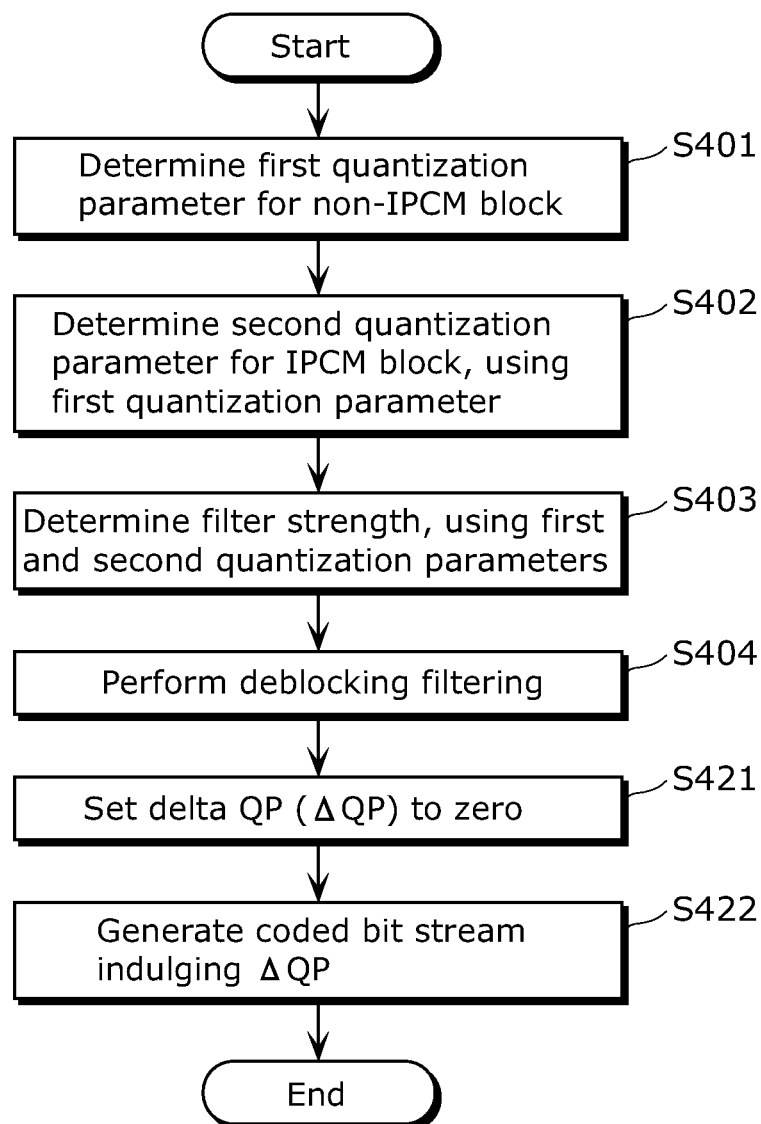 Start
Determine first quantization
parameter for non-IPCM block
S401
Determine second quantization
parameter for IPCM block, using
first quantization parameter
S402
Determine filter strength, using first
and second quantization parameters
S403
Perform deblocking filtering
S404
Set delta QP (Δ QP) to zero
S421
Generate coded bit stream
indulging Δ QP
S422
End